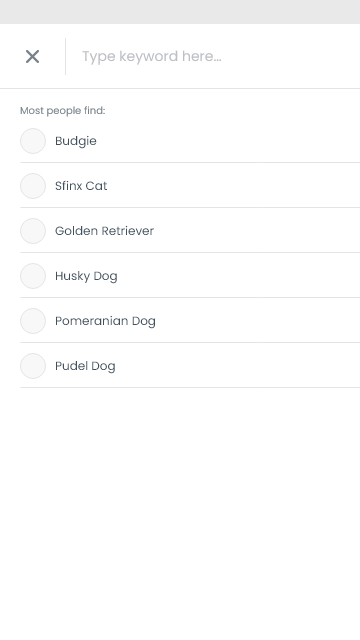 Type keyword here...
Most people find:
Budgie
Sfinx Cat
Golden Retriever
Husky Dog
Pomeranian Dog
Pudel Dog